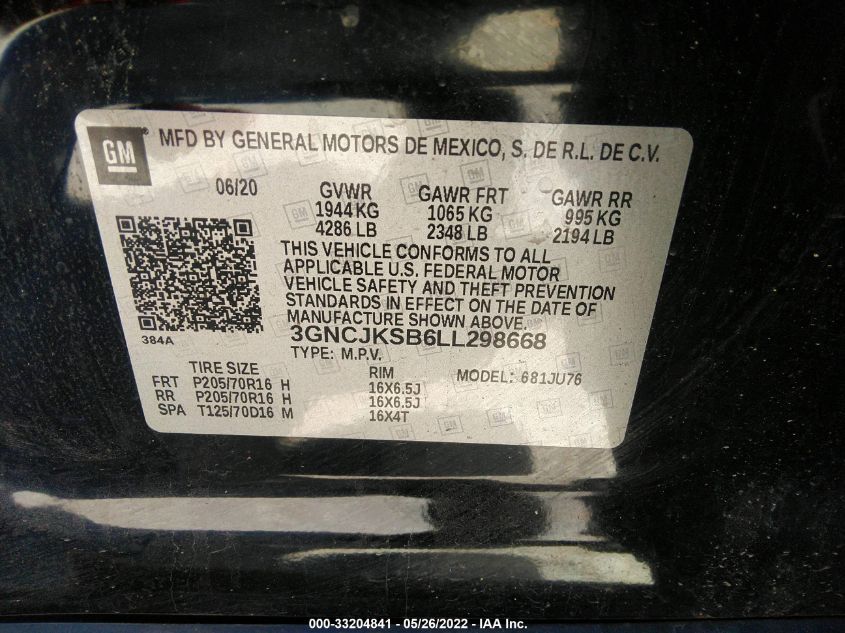 GM ® MFD BY GENERAL MOTORS DE MEXICO, S. DE R.L. DE C.V.
06/20 GVWR GAWR FRT GAWR RR
1944 KG 1065 KG 995 KG
4286 LB 2348 LB 2194 LB
THIS VEHICLE CONFORMS TO ALL
APPLICABLE U.S. FEDERAL MOTOR
VEHICLE SAFETY AND THEFT PREVENTION
STANDARDS IN EFFECT ON THE DATE OF
MANUFACTURE SHOWN ABOVE.
384A 3GNCJKSB6LL298668
TYPE: M.P.V.
TIRE SIZE RIM MODEL: 681JU76
FRT P205/70R16 H 16X6.5J
RR P205/70R16 H 16X6.5J
SPA T125/70D16 M 16X4T
000-33204841 - 05/26/2022 - IAA Inc.